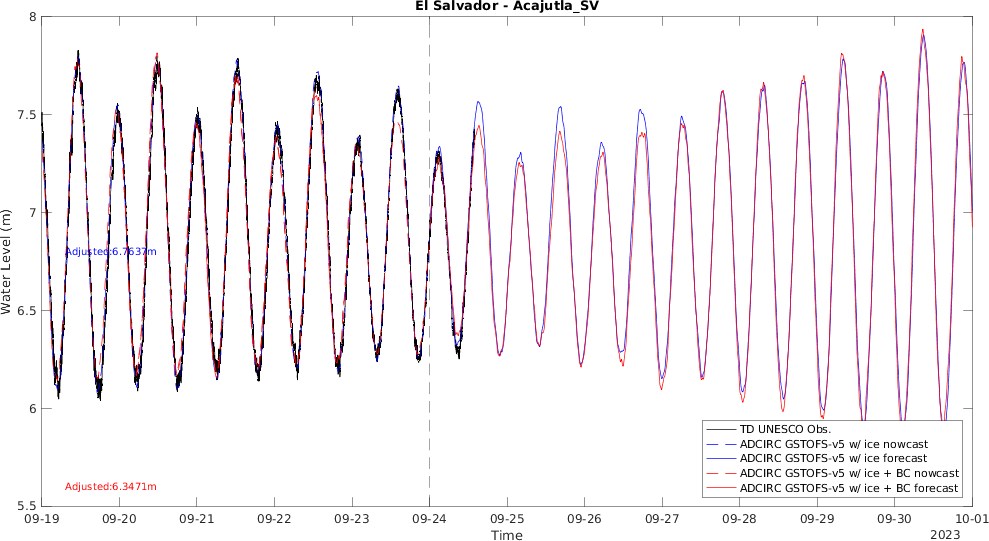 El Salvador - Acajutla_SV
8
7.5
7
6.5
6
5.5
Water Level (m)
Adjusted:6.7637m
Adjusted:6.3471m
TD UNESCO Obs.
ADCIRC GSTOFS-v5 w/ ice nowcast
ADCIRC GSTOFS-v5 w/ ice forecast
ADCIRC GSTOFS-v5 w/ ice + BC nowcast
ADCIRC GSTOFS-v5 w/ ice + BC forecast
09-19 09-20 09-21 09-22 09-23 09-24 09-25 09-26 09-27 09-28 09-29 09-30 10-01
Time
2023